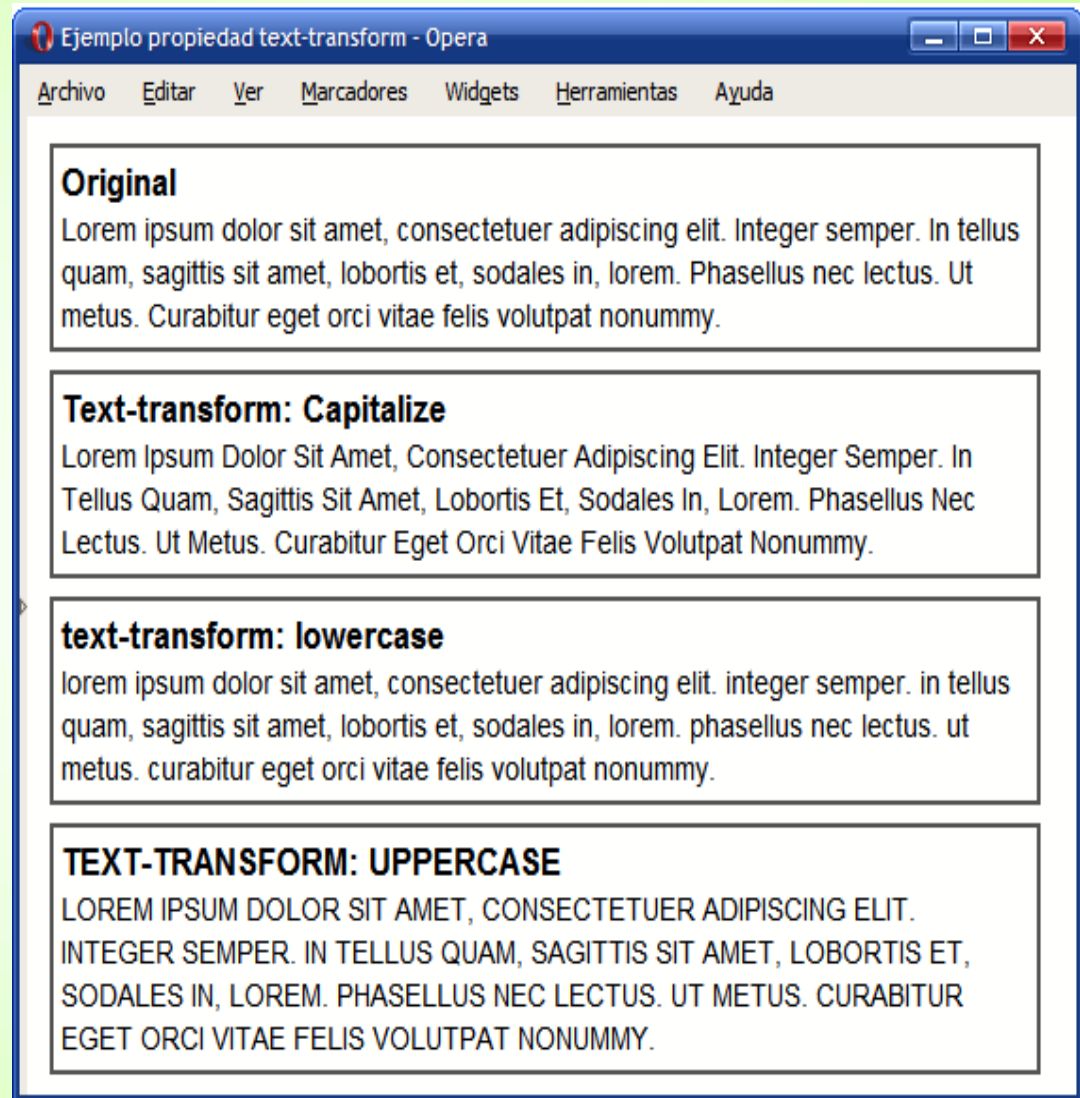 Ejemplo propiedad text-transform - Opera
Archivo Editar Ver Marcadores Widgets Herramientas Ayuda
Original
Lorem ipsum dolor sit amet, consectetuer adipiscing elit. Integer semper. In tellus
quam, sagittis sit amet, lobortis et, sodales in, lorem. Phasellus nec lectus. Ut
metus. Curabitur eget orci vitae felis volutpat nonummy.
Text-transform: Capitalize
Lorem Ipsum Dolor Sit Amet, Consectetuer Adipiscing Elit. Integer Semper. In
Tellus Quam, Sagittis Sit Amet, Lobortis Et, Sodales In, Lorem. Phasellus Nec
Lectus. Ut Metus. Curabitur Eget Orci Vitae Felis Volutpat Nonummy.
text-transform: lowercase
lorem ipsum dolor sit amet, consectetuer adipiscing elit. integer semper. in tellus
quam, sagittis sit amet, lobortis et, sodales in, lorem. phasellus nec lectus. ut
metus. curabitur eget orci vitae felis volutpat nonummy.
TEXT-TRANSFORM: UPPERCASE
LOREM IPSUM DOLOR SIT AMET, CONSECTETUER ADIPISCING ELIT.
INTEGER SEMPER. IN TELLUS QUAM, SAGITTIS SIT AMET, LOBORTIS ET,
SODALES IN, LOREM. PHASELLUS NEC LECTUS. UT METUS. CURABITUR
EGET ORCI VITAE FELIS VOLUTPAT NONUMMY.